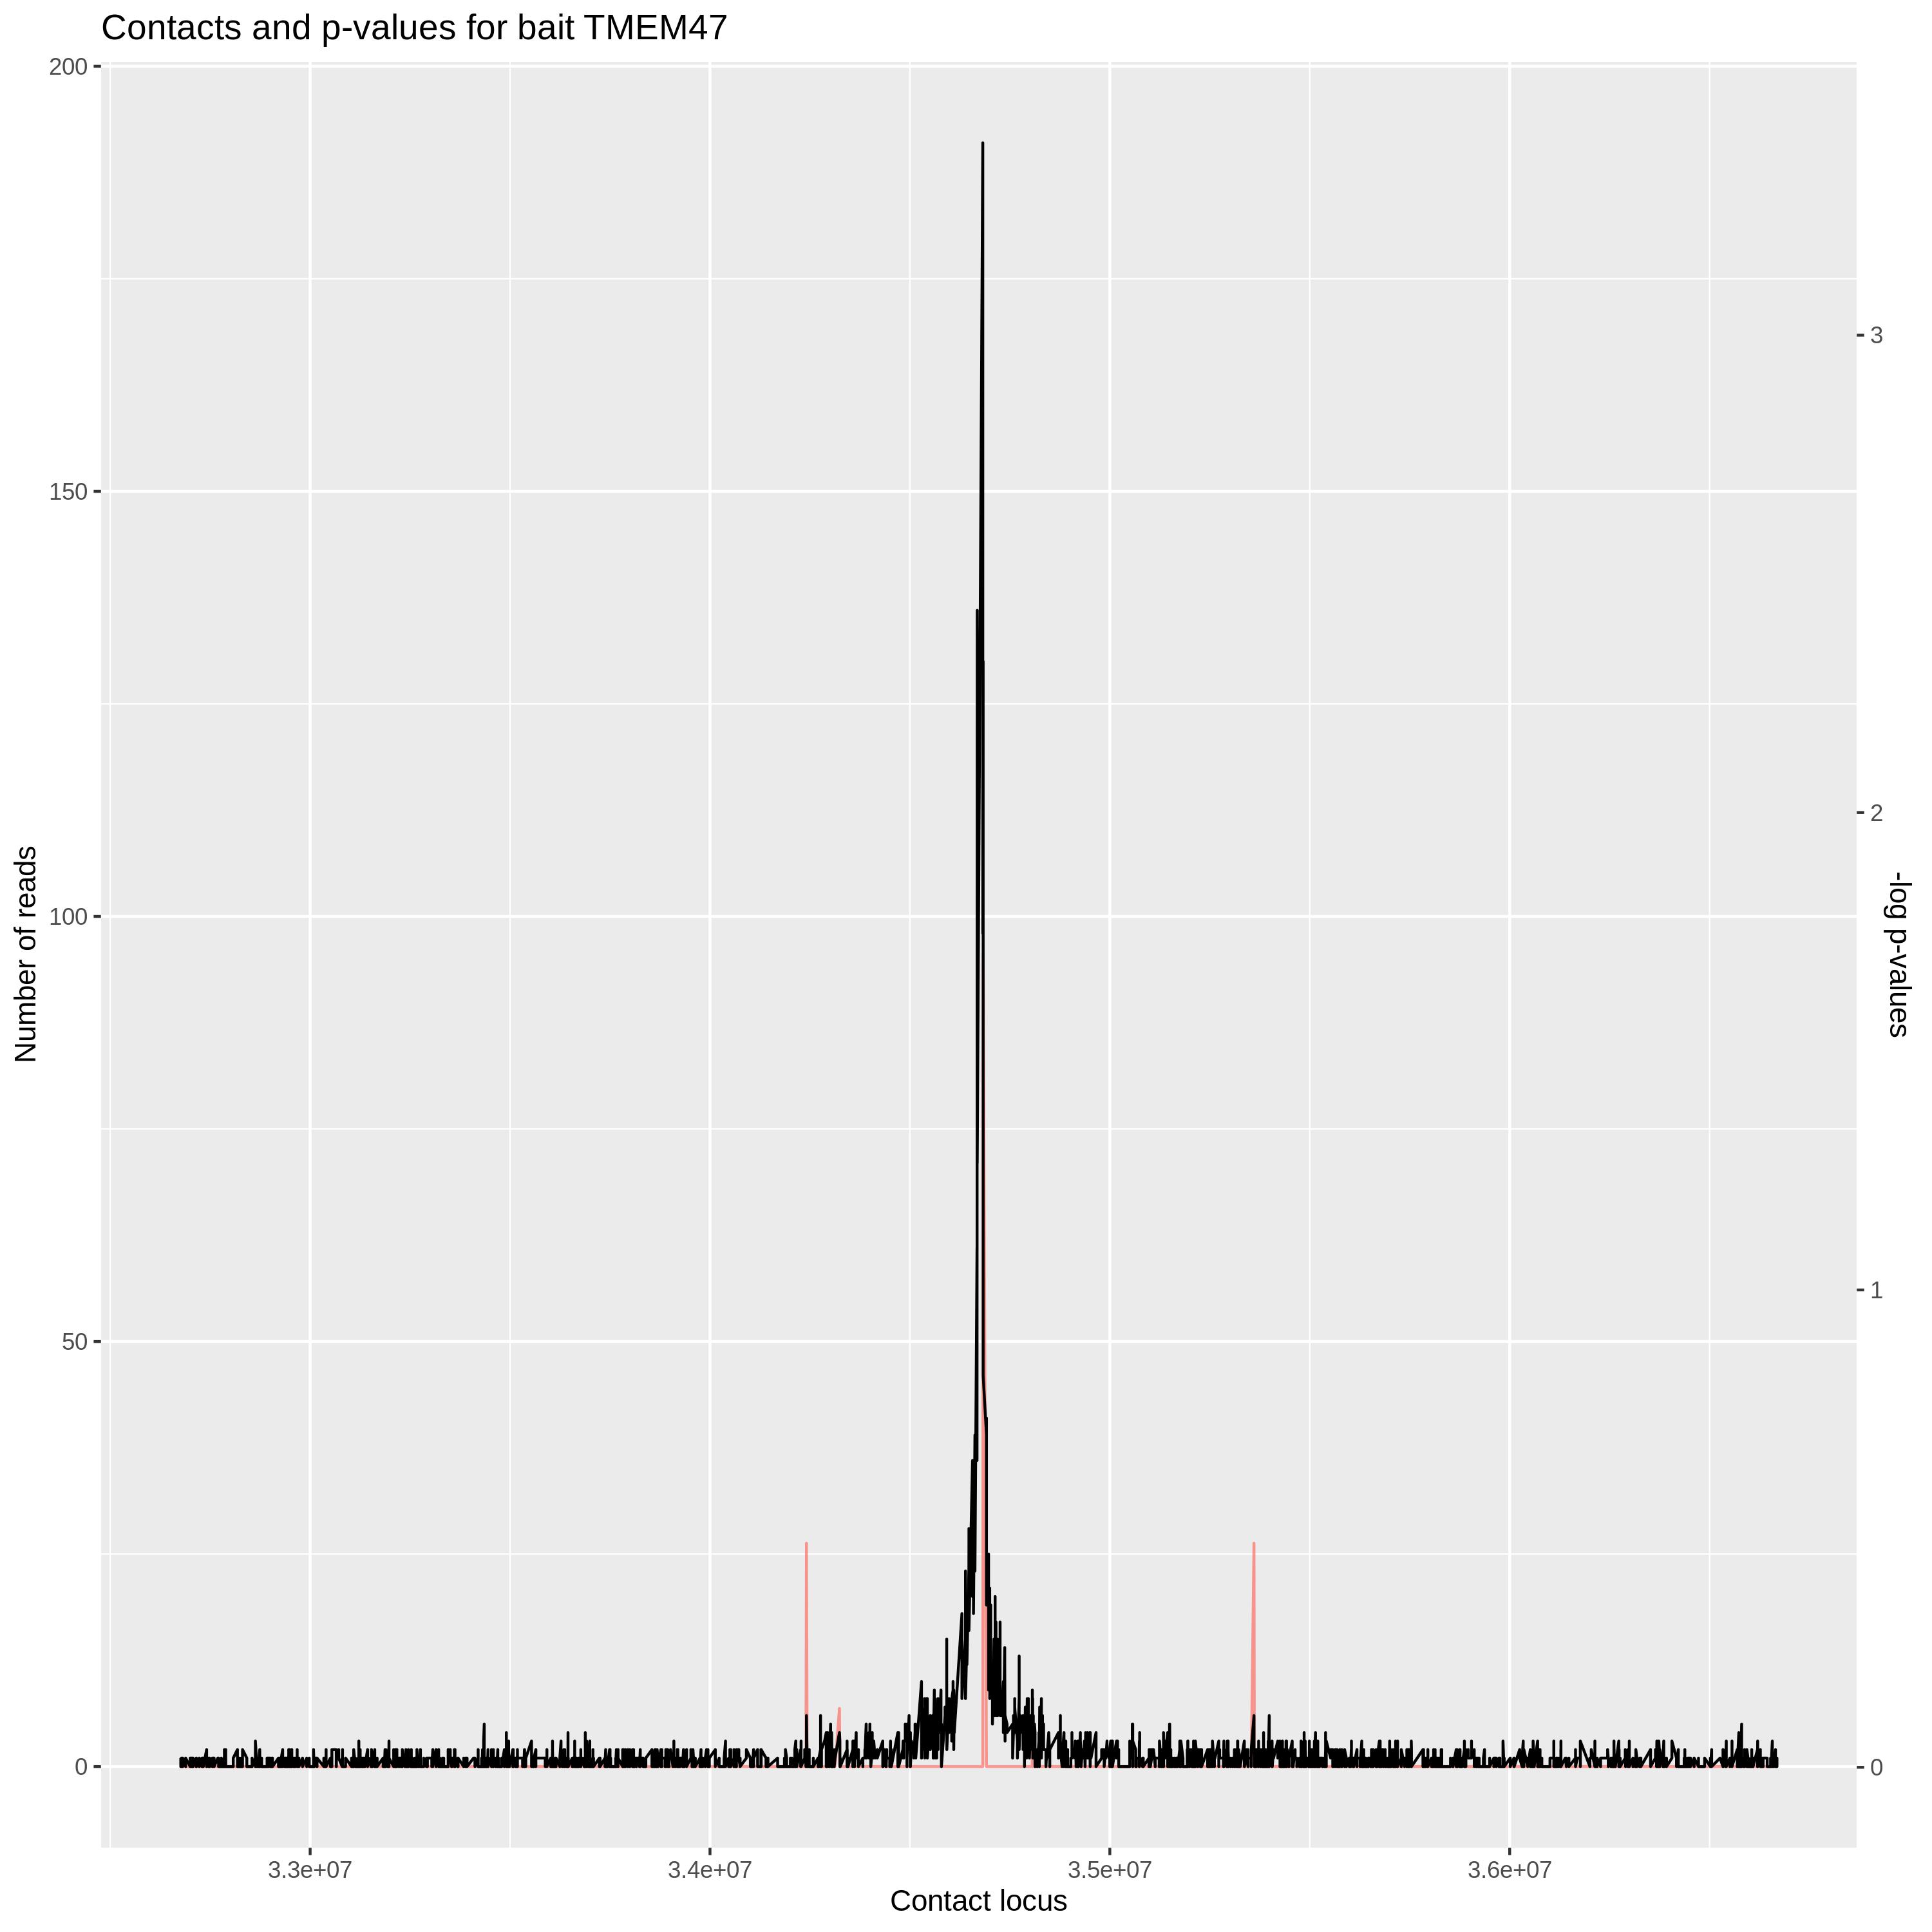 Contacts and p-values for bait TMEM47
200
150
100
50
0
Number of reads
3
2
1
0
-log p-values
3.3e+07
3.4e+07
3.5e+07
3.6e+07
Contact locus